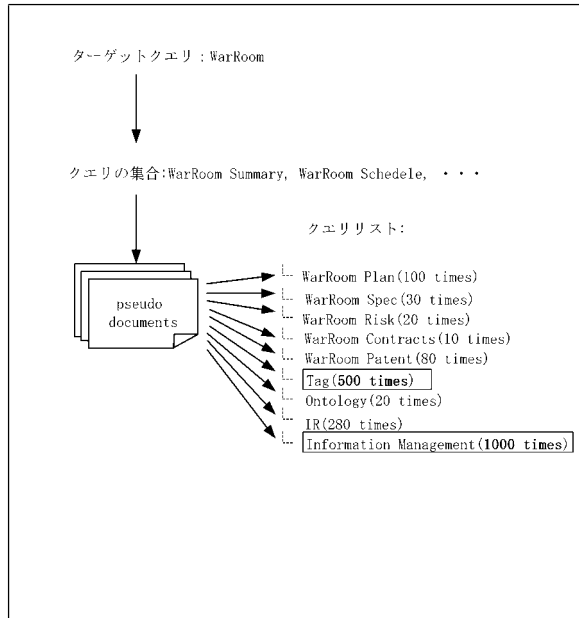 ターゲットクエリ：WarRoom
クエリの集合:WarRoom Summary, WarRoom Schedele, ・・・
クエリリスト:
pseudo
documents
WarRoom Plan(100 times)
WarRoom Spec(30 times)
WarRoom Risk(20 times)
WarRoom Contracts(10 times)
WarRoom Patent(80 times)
Tag(500 times)
Ontology(20 times)
IR(280 times)
Information Management(1000 times)